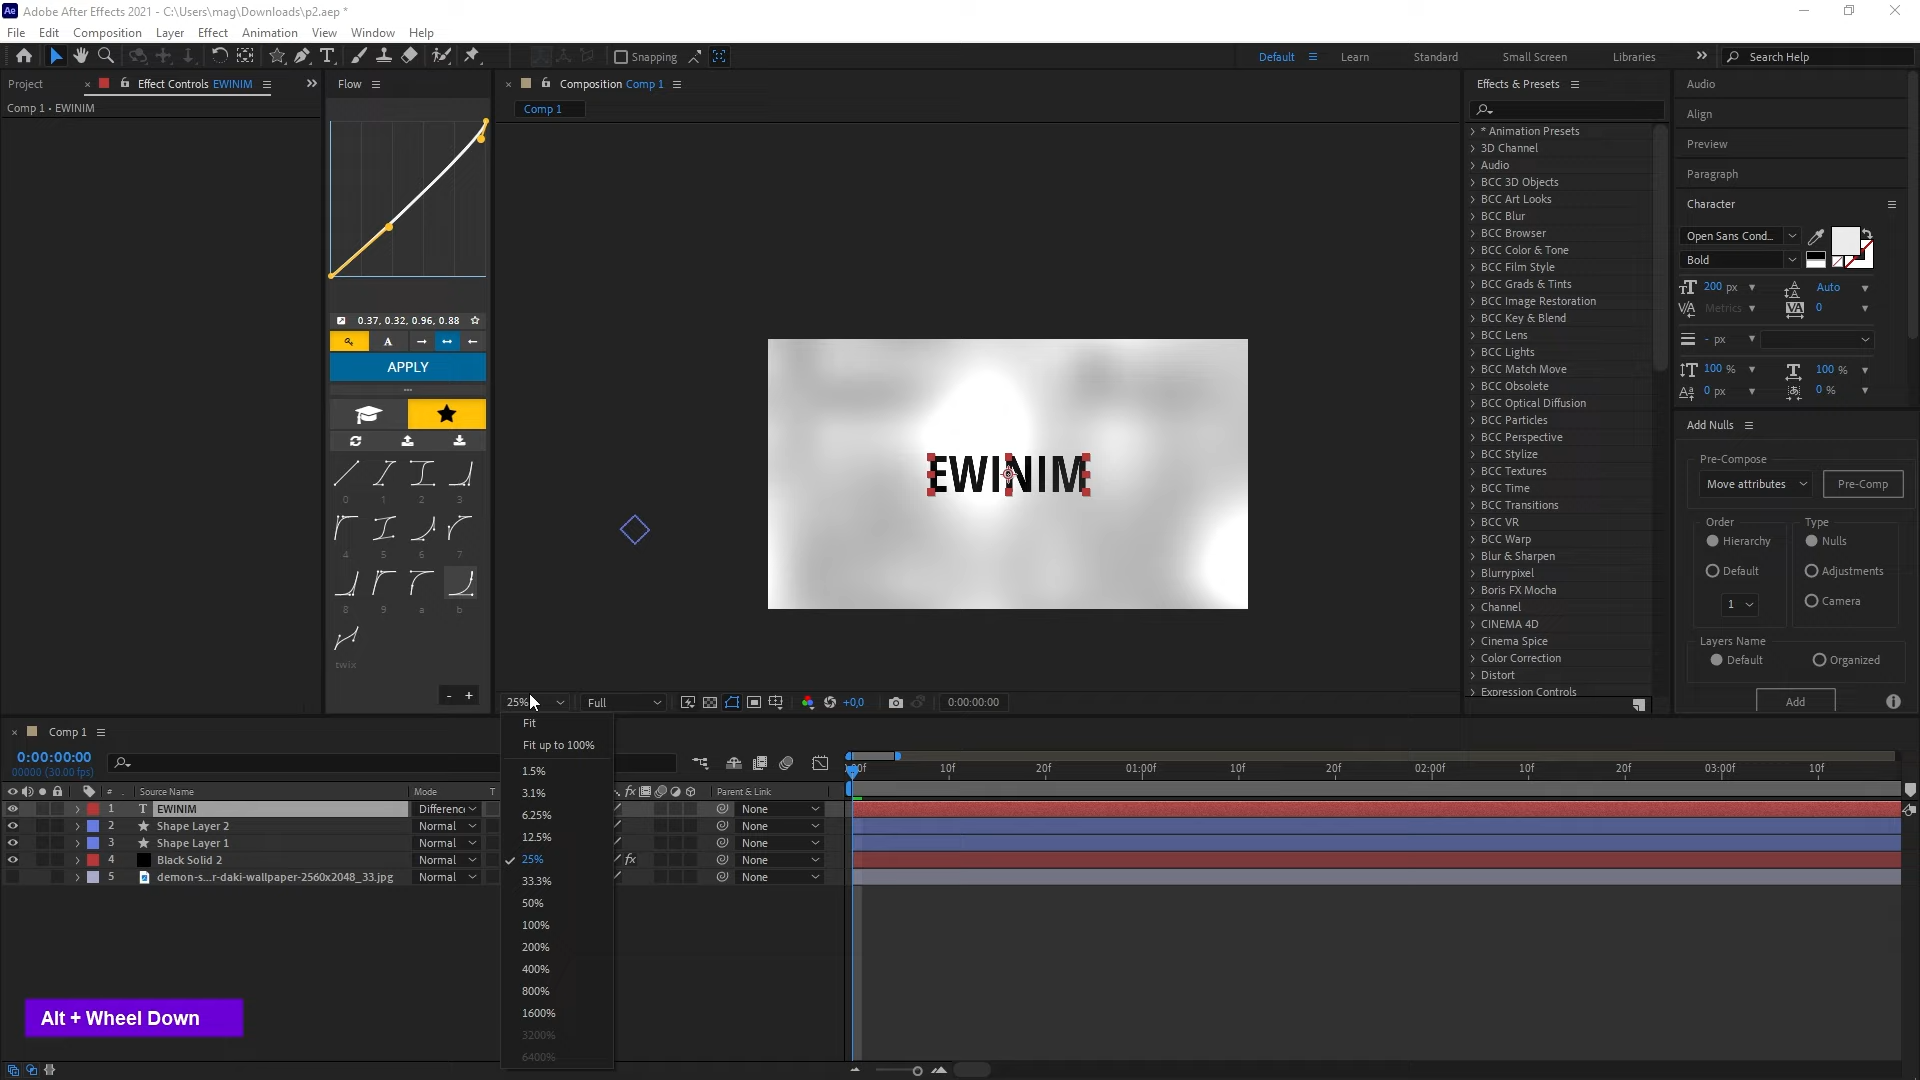 Adobe After Effects 2021 - C:\Users\mag\Downloads\p2.aep *
File Edit Composition Layer Effect Animation View Window Help
Snapping Default Learn Standard Small Screen Libraries Search Help
Project Effect Controls EWINIM Flow Composition Comp 1 Effects & Presets
Comp 1 • EWINIM
Comp 1
0.37, 0.32, 0.96, 0.88
A
APPLY
0 1 2 3
4 5 6 7
8 9 a b
twix
- +
EWINIM
25% Full +0,0 0:00:00:00
Fit
Fit up to 100%
1.5%
3.1%
6.25%
12.5%
25%
33.3%
50%
100%
200%
400%
800%
1600%
3200%
6400%
* Animation Presets
3D Channel
Audio
BCC 3D Objects
BCC Art Looks
BCC Blur
BCC Browser
BCC Color & Tone
BCC Film Style
BCC Grads & Tints
BCC Image Restoration
BCC Key & Blend
BCC Lens
BCC Lights
BCC Match Move
BCC Obsolete
BCC Optical Diffusion
BCC Particles
BCC Perspective
BCC Stylize
BCC Textures
BCC Time
BCC Transitions
BCC VR
BCC Warp
Blur & Sharpen
Blurrypixel
Boris FX Mocha
Channel
CINEMA 4D
Cinema Spice
Color Correction
Distort
Expression Controls
Audio
Align
Preview
Paragraph
Character
Open Sans Cond...
Bold
200 px Auto
Metrics 0
- px
100 % 100 %
0 px 0 %
Add Nulls
Pre-Compose
Move attributes Pre-Comp
Order Type
Hierarchy Nulls
Default Adjustments
1 Camera
Layers Name
Default Organized
Add
Comp 1
0:00:00:00
00000 (30.00 fps)
10f 20f 01:00f 10f 20f 02:00f 10f 20f 03:00f 10f
# Source Name Mode T fx Parent & Link
1 T EWINIM Differenc None
2 Shape Layer 2 Normal None
3 Shape Layer 1 Normal None
4 Black Solid 2 Normal fx None
5 demon-s...r-daki-wallpaper-2560x2048_33.jpg Normal None
Alt + Wheel Down